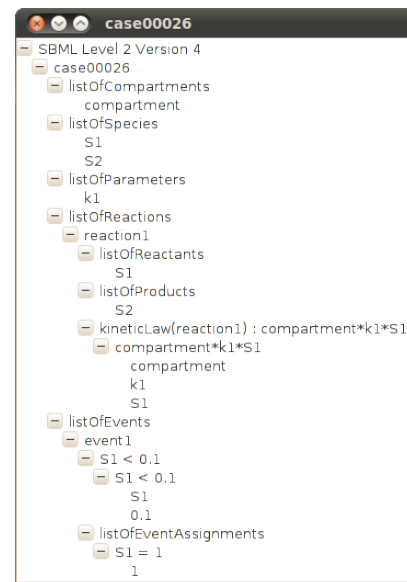 case00026
SBML Level 2 Version 4
case00026
listOfCompartments
compartment
listOfSpecies
S1
S2
listOfParameters
k1
listOfReactions
reaction1
listOfReactants
S1
listOfProducts
S2
kineticLaw(reaction1) : compartment*k1*S1
compartment*k1*S1
compartment
k1
S1
listOfEvents
event1
S1 < 0.1
S1 < 0.1
S1
0.1
listOfEventAssignments
S1 = 1
1